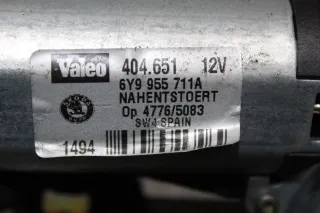 Valeo 404.651 12V
6Y9 955 711A
NAHENTSTOERT
Op 4776/5083
SW4-SPAIN
1494